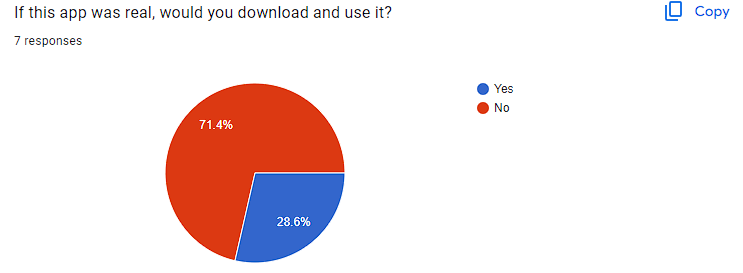 If this app was real, would you download and use it?
Copy
7 responses
Yes
No
71.4%
28.6%